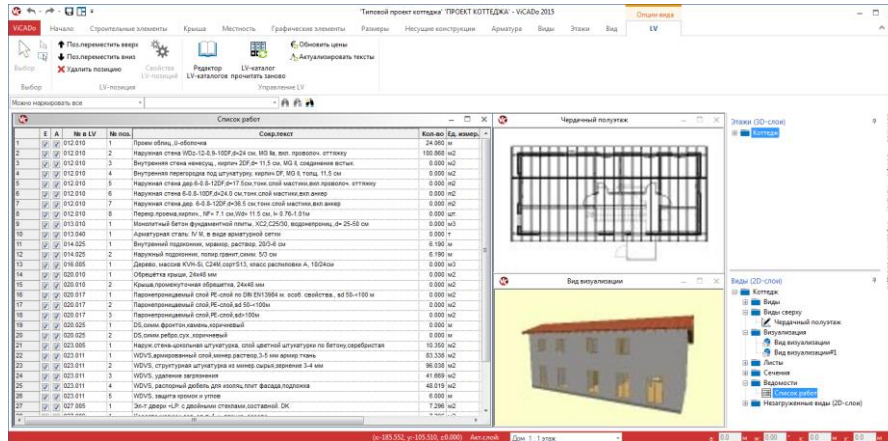 'Типовой проект коттеджа' 'ПРОЕКТ КОТТЕДЖА' - ViCADo 2015
Опции вида
ViCADo Начало Строительные элементы Крыша Местность Графические элементы Размеры Несущие конструкции Арматура Виды Этажи Вид LV
Выбор
Поз.переместить вверх
Поз.переместить вниз
Удалить позицию
Свойства LV-позиций
Редактор LV-каталогов
LV-каталог прочитать заново
Обновить цены
Актуализировать тексты
Выбор LV-позиция Управление LV
Можно маркировать все
Список работ
E A № в LV № поз. Сокр.текст Кол-во Ед. измер.
1 012.010 1 Проем облиц.,U-оболочка 24.060 м
2 012.010 2 Наружная стена WDz-12-0,9-10DF,d=24 см, MG IIa, вкл. проволоч. оттяжку 100.868 m2
3 012.010 3 Внутренняя стена ненесущ., кирпич 2DF,d= 11,5 см, MG II, соединение встык. 0.000 м2
4 012.010 4 Внутренняя перегородка под штукатурку, кирпич DF, MG II, толщ. 11,5 см 0.000 м2
5 012.010 5 Наружная стена,дер.6-0.8-12DF,d=17.5см,тонк.слой мастики,вкл.проволоч. оттяжку 0.000 m2
6 012.010 6 Наружная стена 6-0.8-10DF,d=24.0 см,тонк.слой мастики,вкл.анкер 0.000 m2
7 012.010 7 Наружная стена,дер.6-0.8-12DF,d=36.5 см,тонк.слой мастики,вкл.анкер 0.000 m2
8 012.010 8 Перекр.проема,кирпич., NF= 7.1 см,Wd= 11.5 см, l= 0.76-1.01м 0.000 шт.
9 013.010 1 Монолитный бетон фундаментной плиты, XC2,C25/30, водонепрониц.,d= 25-50 см 0.000 м3
10 013.040 1 Арматурная сталь: IV M, в виде арматурной сетки 0.000 т
11 014.025 1 Внутренний подоконник, мрамор, раствор, 20/3-6 см 6.190 м
12 014.025 2 Наружный подоконник, полир.гранит,скимм. 5/3 см 6.190 м
13 016.005 1 Дерево, массив KVH-Si, C24M,сортS13, класс распиловки A, 10/24см 0.000 м3
14 020.010 1 Обрешётка крыши, 24x48 мм 0.000 м2
15 020.010 2 Крыша,промежуточная обрешетка, 24x48 мм 0.000 м2
16 020.017 1 Паронепроницаемый слой PE-слой по DIN EN13984 м. особ. свойства., sd 50-<100 м 0.000 м2
17 020.017 2 Паронепроницаемый слой,PE-слой,sd 50-<100м 0.000 м2
18 020.017 3 Паронепроницаемый слой,PE-слой,sd>100м 0.000 м2
19 020.025 1 DS,симм.фронтон,камень,коричневый 0.000 м
20 020.025 2 DS,симм.ребро,сух.,коричневый 0.000 м
21 023.005 1 Наруж.стень-цокольная штукатурка, слой цветной штукатурки по бетону,серебристая 10.350 м2
22 023.011 1 WDVS,армированный слой,минер.раствор,3-5 мм армир.ткань 83.338 м2
23 023.011 2 WDVS, структурная штукатурка из минер.сырья,зернение 3-4 мм 96.038 м2
24 023.011 3 WDVS, удаление загрязнения 41.669 м2
25 023.011 4 WDVS, распорный дюбель для изоляц.плит фасада,подложка 48.019 м2
26 023.011 5 WDVS, защита кромок и углов 6.000 м
27 027.005 1 Эл-т двери +LP. с двойными стеклами,составной. DK 7.296 м2
Чердачный полуэтаж
Вид визуализации
Этажи (3D-слои)
Коттедж
Виды (2D-слои)
Коттедж
Виды
Виды сверху
Чердачный полуэтаж
Визуализация
Вид визуализации
Вид визуализации#1
Листы
Сечения
Ведомости
Список работ
Незагруженные виды (2D-слои)
(x:-185.552, y:-105.510, z:0.000) Акт.слой: Дом 1 : 1 этаж 0.0 м 0.00 ° x: 0.0 м y: 0.0 м